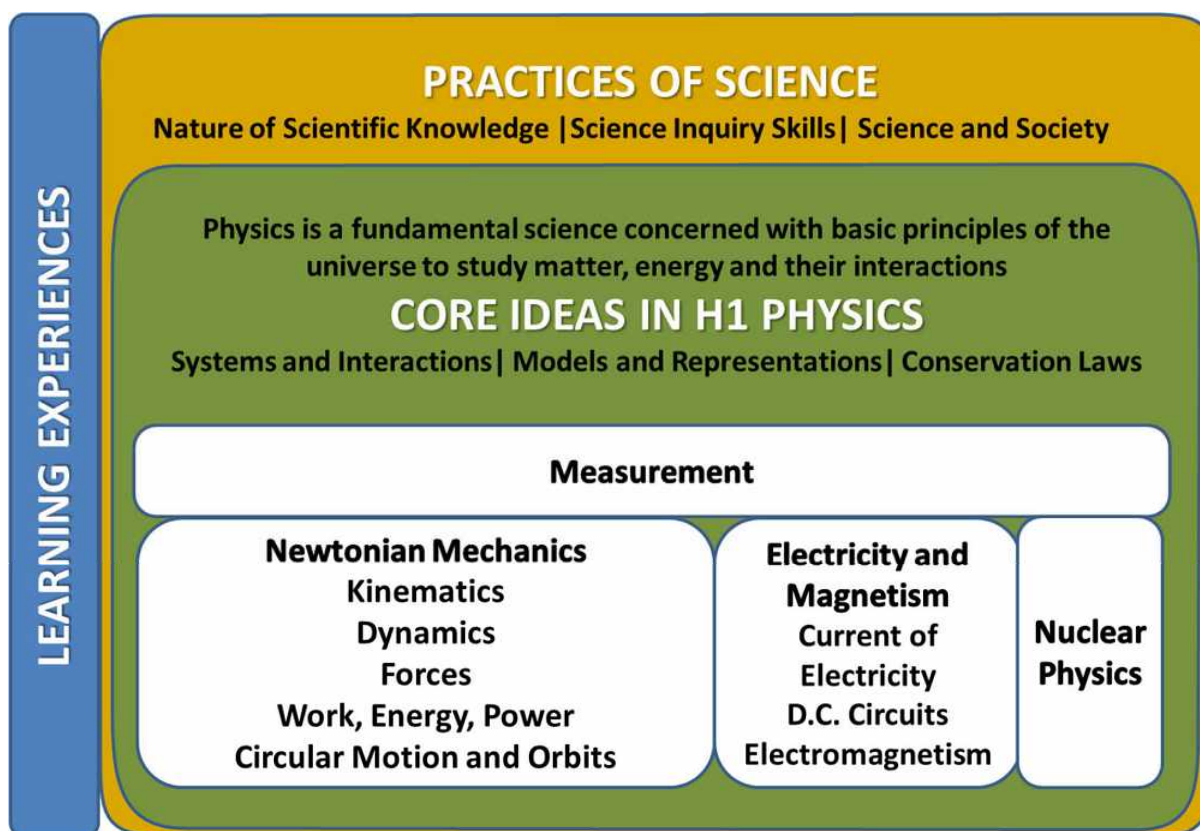 LEARNING EXPERIENCES
PRACTICES OF SCIENCE
Nature of Scientific Knowledge |Science Inquiry Skills| Science and Society
Physics is a fundamental science concerned with basic principles of the
universe to study matter, energy and their interactions
CORE IDEAS IN H1 PHYSICS
Systems and Interactions| Models and Representations| Conservation Laws
Measurement
Newtonian Mechanics
Kinematics
Dynamics
Forces
Work, Energy, Power
Circular Motion and Orbits
Electricity and
Magnetism
Current of
Electricity
D.C. Circuits
Electromagnetism
Nuclear
Physics